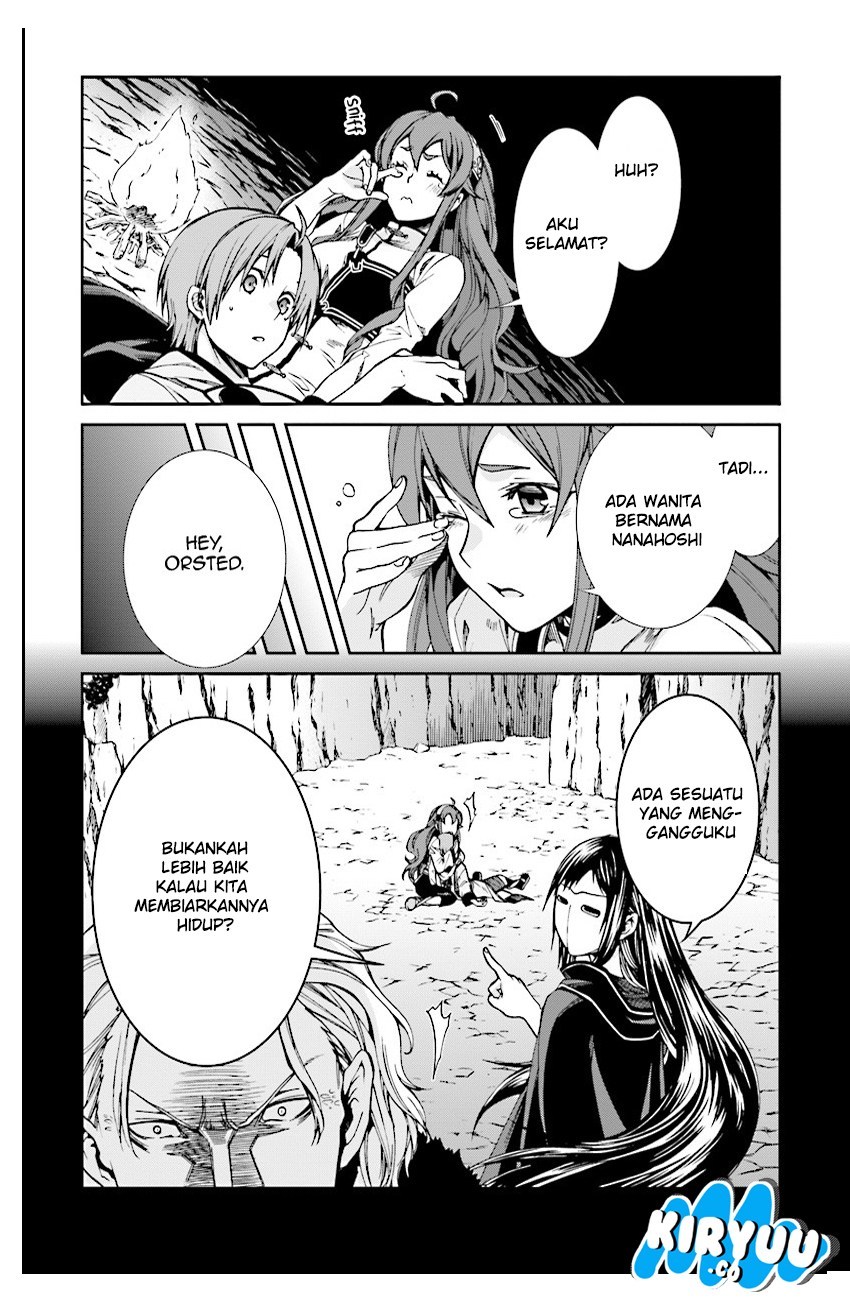 sniff
HUH?
AKU
SELAMAT?
TADI...
ADA WANITA
BERNAMA
NANAHOSHI
HEY,
ORSTED.
ADA SESUATU
YANG MENG-
GANGGUKU
BUKANKAH
LEBIH BAIK
KALAU KITA
MEMBIARKANNYA
HIDUP?
KIRYUU
.CO